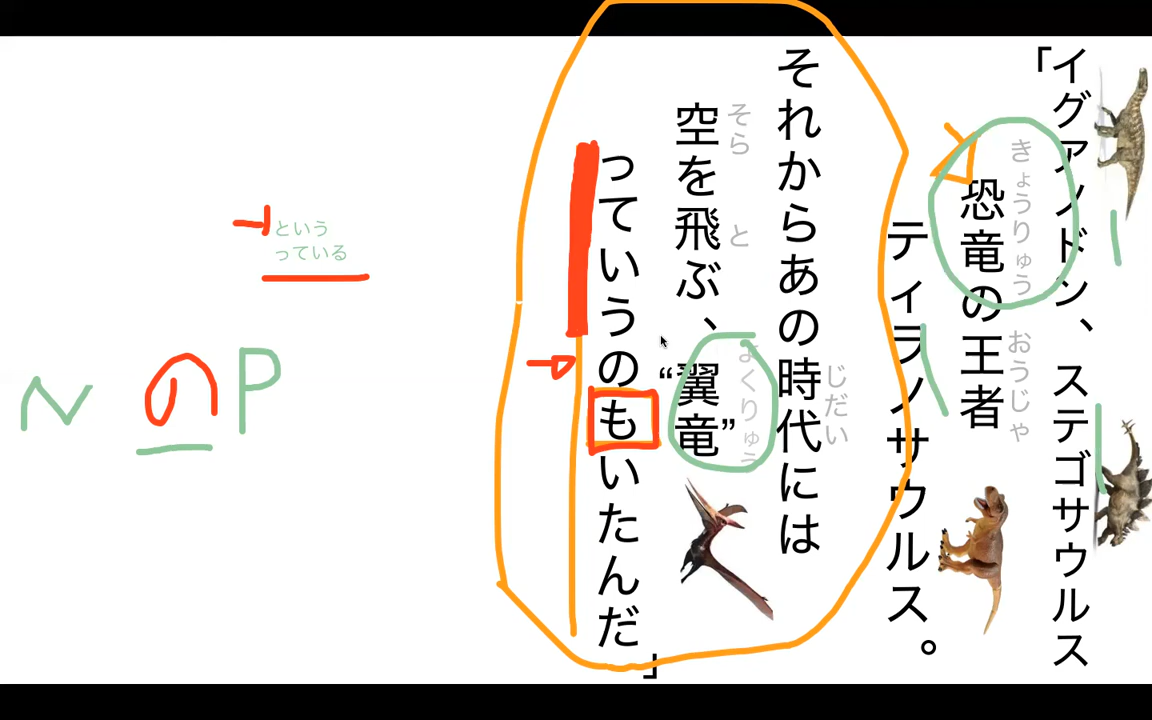 「イグアノドン、ステゴサウルス
きょうりゅう おうじゃ
恐竜の王者
ティラノサウルス。
それからあの時代には
じだい
そら と よくりゅう
空を飛ぶ、“翼竜”
っていうのもいたんだ」
という
っている
N の P